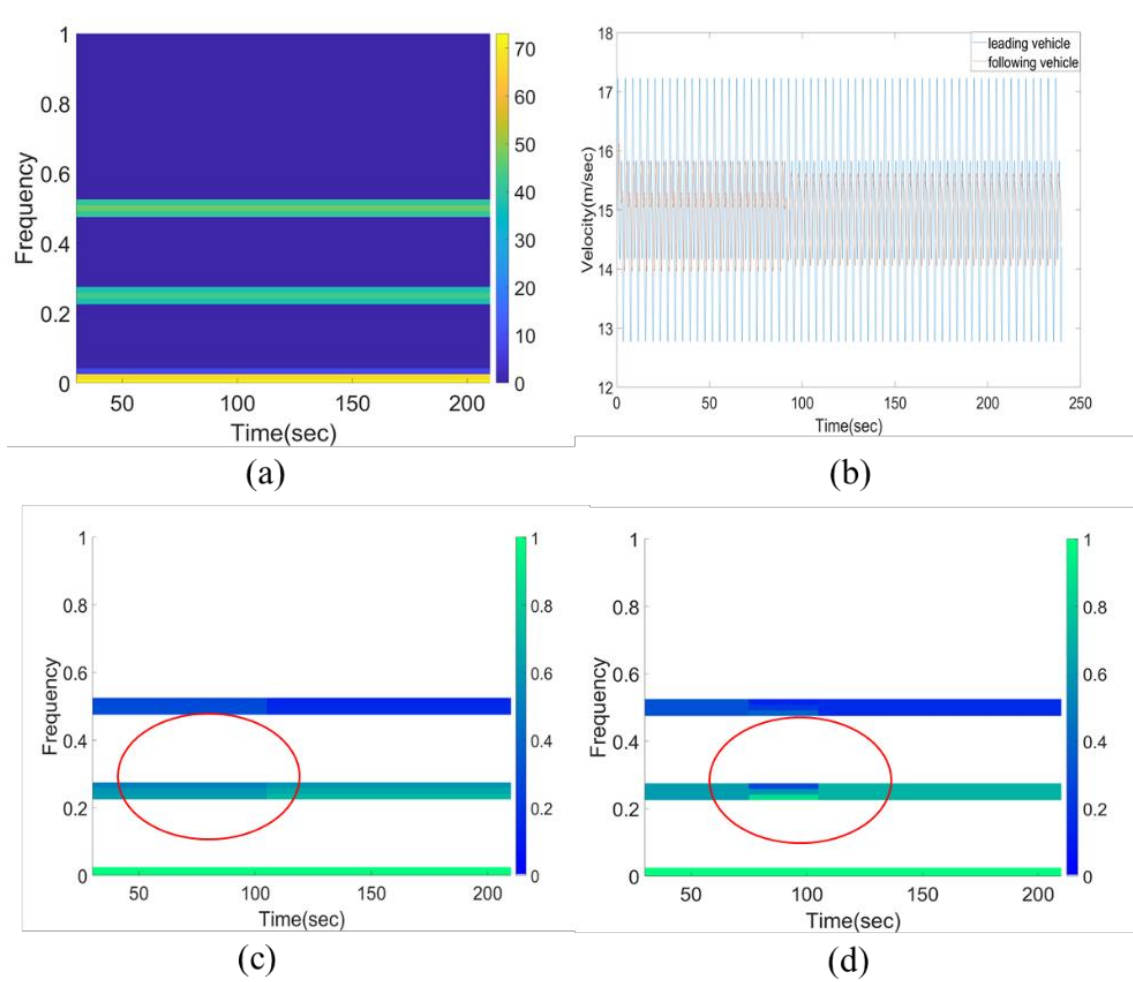 1
0.8
0.6
0.4
0.2
0
Frequency
50 100 150 200
Time(sec)
70
60
50
40
30
20
10
0
(a)
18
17
16
15
14
13
12
Velocity(m/sec)
leading vehicle
following vehicle
0 50 100 150 200 250
Time(sec)
(b)
1
0.8
0.6
0.4
0.2
0
Frequency
50 100 150 200
Time(sec)
1
0.8
0.6
0.4
0.2
0
(c)
1
0.8
0.6
0.4
0.2
0
Frequency
50 100 150 200
Time(sec)
1
0.8
0.6
0.4
0.2
0
(d)